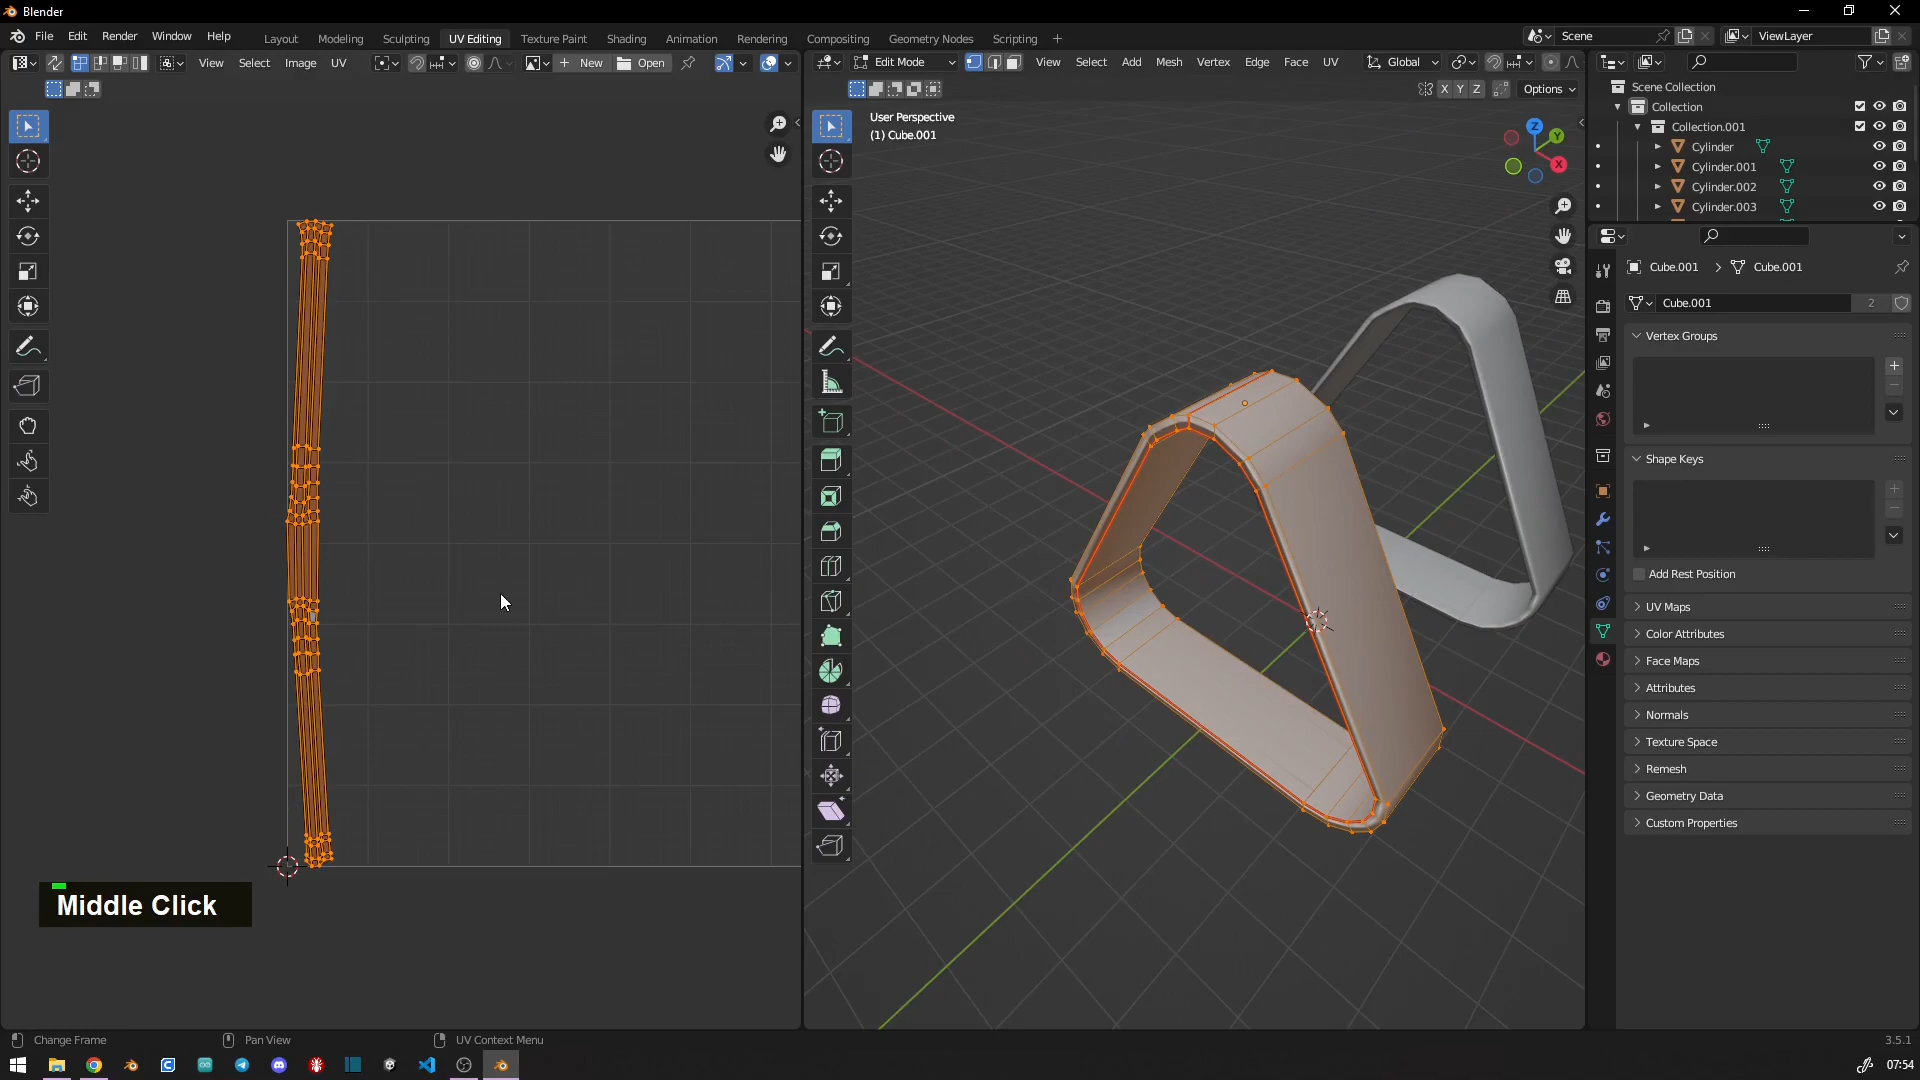 Blender
File Edit Render Window Help
Layout Modeling Sculpting UV Editing Texture Paint Shading Animation Rendering Compositing Geometry Nodes Scripting +
Scene
ViewLayer
View Select Image UV
New
Open
Edit Mode
View Select Add Mesh Vertex Edge Face UV
Global
X Y Z
Options
User Perspective
(1) Cube.001
Z
Y
X
Scene Collection
Collection
Collection.001
Cylinder
Cylinder.001
Cylinder.002
Cylinder.003
Cube.001 > Cube.001
Cube.001 2
Vertex Groups
Shape Keys
Add Rest Position
UV Maps
Color Attributes
Face Maps
Attributes
Normals
Texture Space
Remesh
Geometry Data
Custom Properties
Middle Click
Change Frame
Pan View
UV Context Menu
3.5.1
07:54